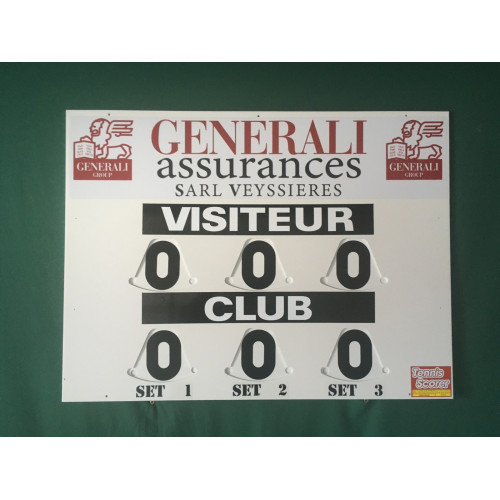 GENERALI
GROUP
GENERALI
assurances
SARL VEYSSIERES
GENERALI
GROUP
VISITEUR
0 0 0
CLUB
0 0 0
SET 1 SET 2 SET 3
Tennis
Scorer